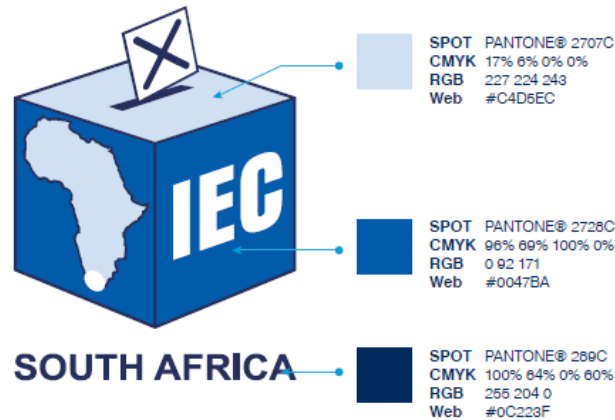 SPOT PANTONE® 2707C
CMYK 17% 6% 0% 0%
RGB 227 224 243
Web #C4D6EC
IEC
SPOT PANTONE® 2728C
CMYK 96% 69% 100% 0%
RGB 0 92 171
Web #0047BA
SOUTH AFRICA
SPOT PANTONE® 289C
CMYK 100% 64% 0% 60%
RGB 255 204 0
Web #0C223F